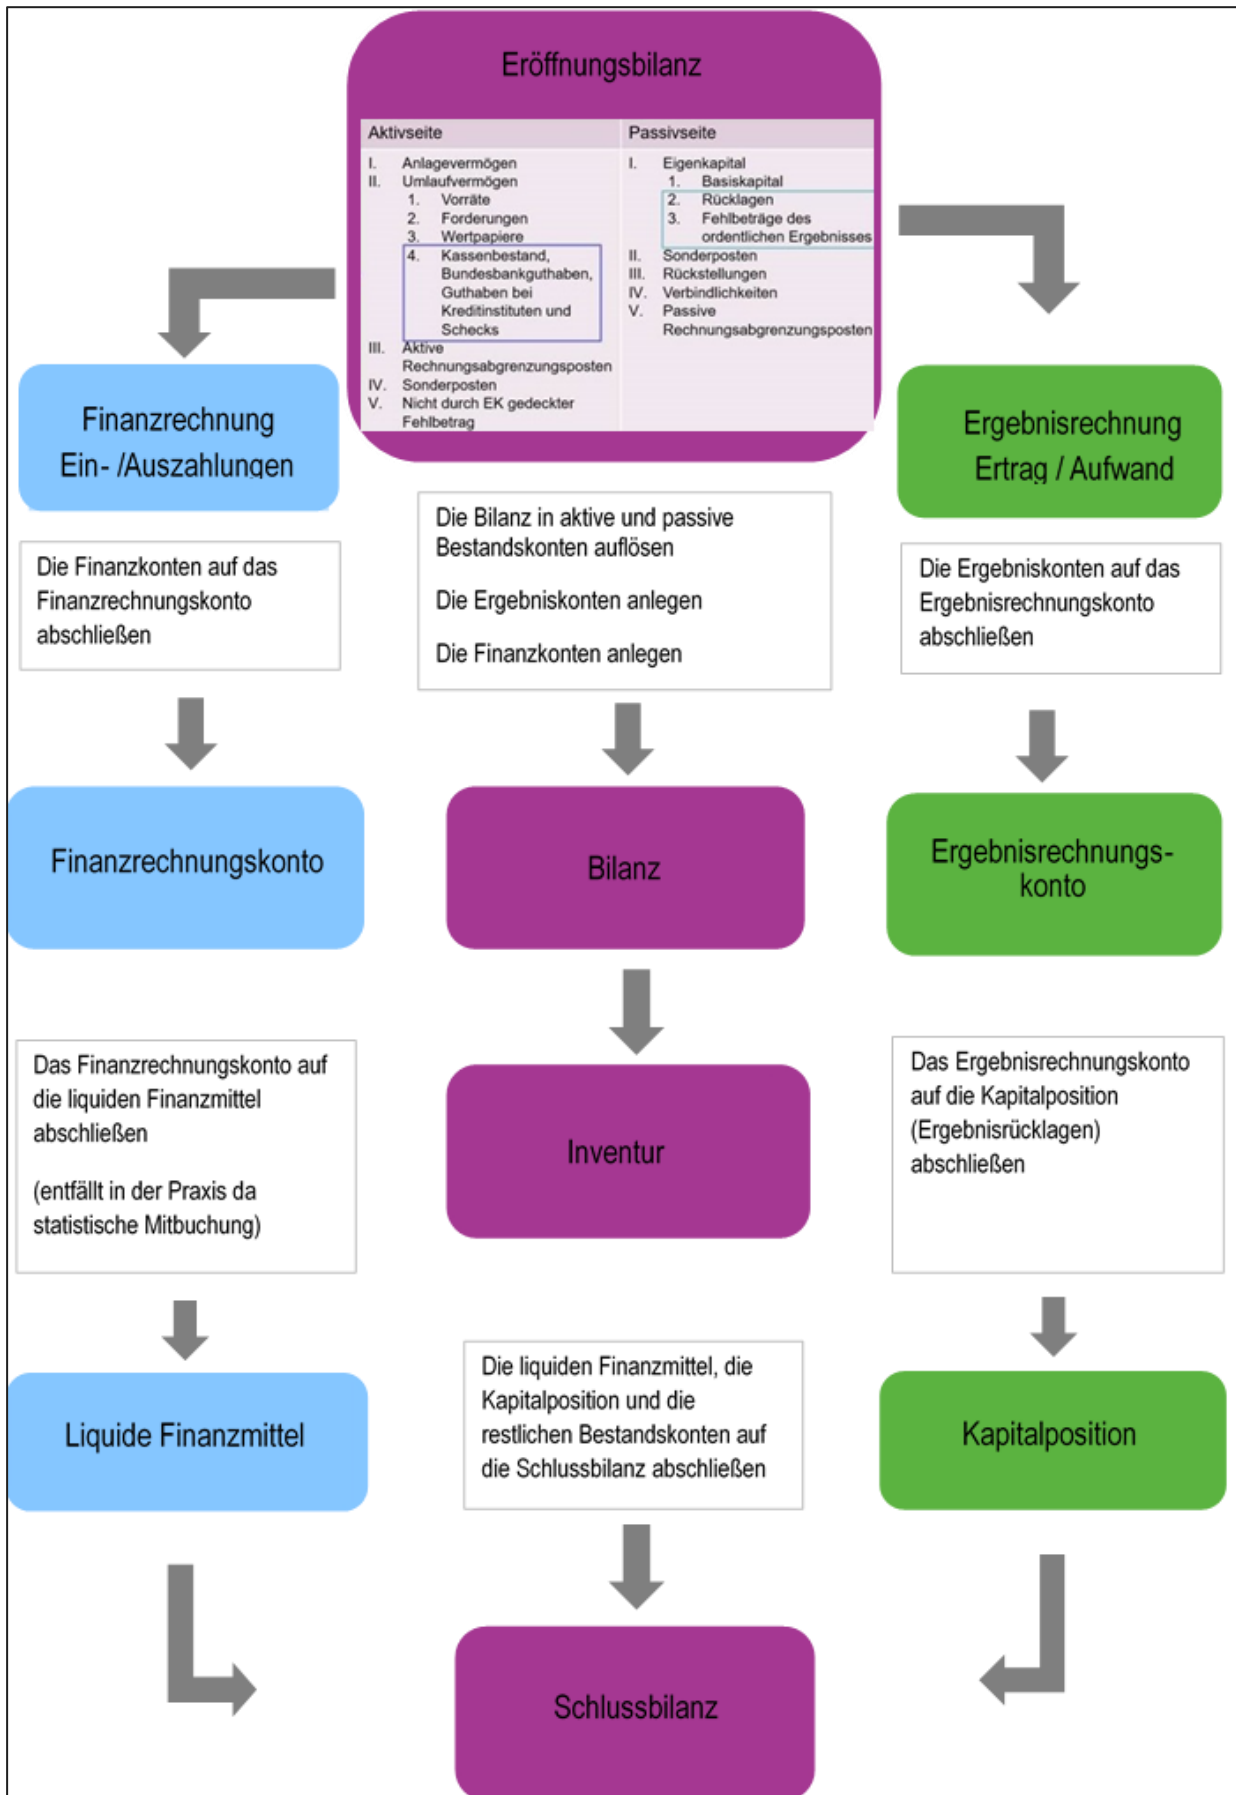 Eröffnungsbilanz
Aktivseite
I. Anlagevermögen
II. Umlaufvermögen
1. Vorräte
2. Forderungen
3. Wertpapiere
4. Kassenbestand,
Bundesbankguthaben,
Guthaben bei
Kreditinstituten und
Schecks
III. Aktive
Rechnungsabgrenzungsposten
IV. Sonderposten
V. Nicht durch EK gedeckter
Fehlbetrag
Passivseite
I. Eigenkapital
1. Basiskapital
2. Rücklagen
3. Fehlbeträge des
ordentlichen Ergebnisses
II. Sonderposten
III. Rückstellungen
IV. Verbindlichkeiten
V. Passive
Rechnungsabgrenzungsposten
Finanzrechnung
Ein- /Auszahlungen
Ergebnisrechnung
Ertrag / Aufwand
Die Finanzkonten auf das
Finanzrechnungskonto
abschließen
Die Bilanz in aktive und passive
Bestandskonten auflösen
Die Ergebniskonten anlegen
Die Finanzkonten anlegen
Die Ergebniskonten auf das
Ergebnisrechnungskonto
abschließen
Finanzrechnungskonto
Bilanz
Ergebnisrechnungs-
konto
Das Finanzrechnungskonto auf
die liquiden Finanzmittel
abschließen
(entfällt in der Praxis da
statistische Mitbuchung)
Inventur
Das Ergebnisrechnungskonto
auf die Kapitalposition
(Ergebnisrücklagen)
abschließen
Liquide Finanzmittel
Die liquiden Finanzmittel, die
Kapitalposition und die
restlichen Bestandskonten auf
die Schlussbilanz abschließen
Kapitalposition
Schlussbilanz